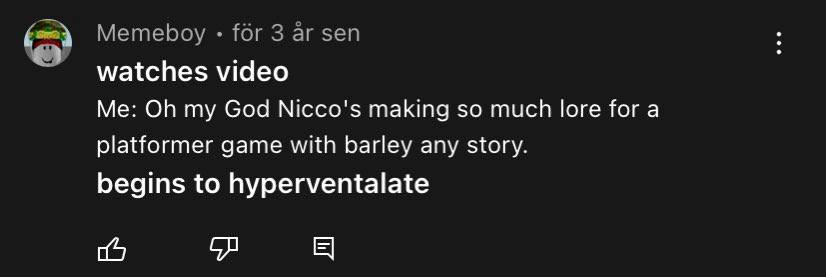 Memeboy • för 3 år sen
watches video
Me: Oh my God Nicco's making so much lore for a
platformer game with barley any story.
begins to hyperventalate